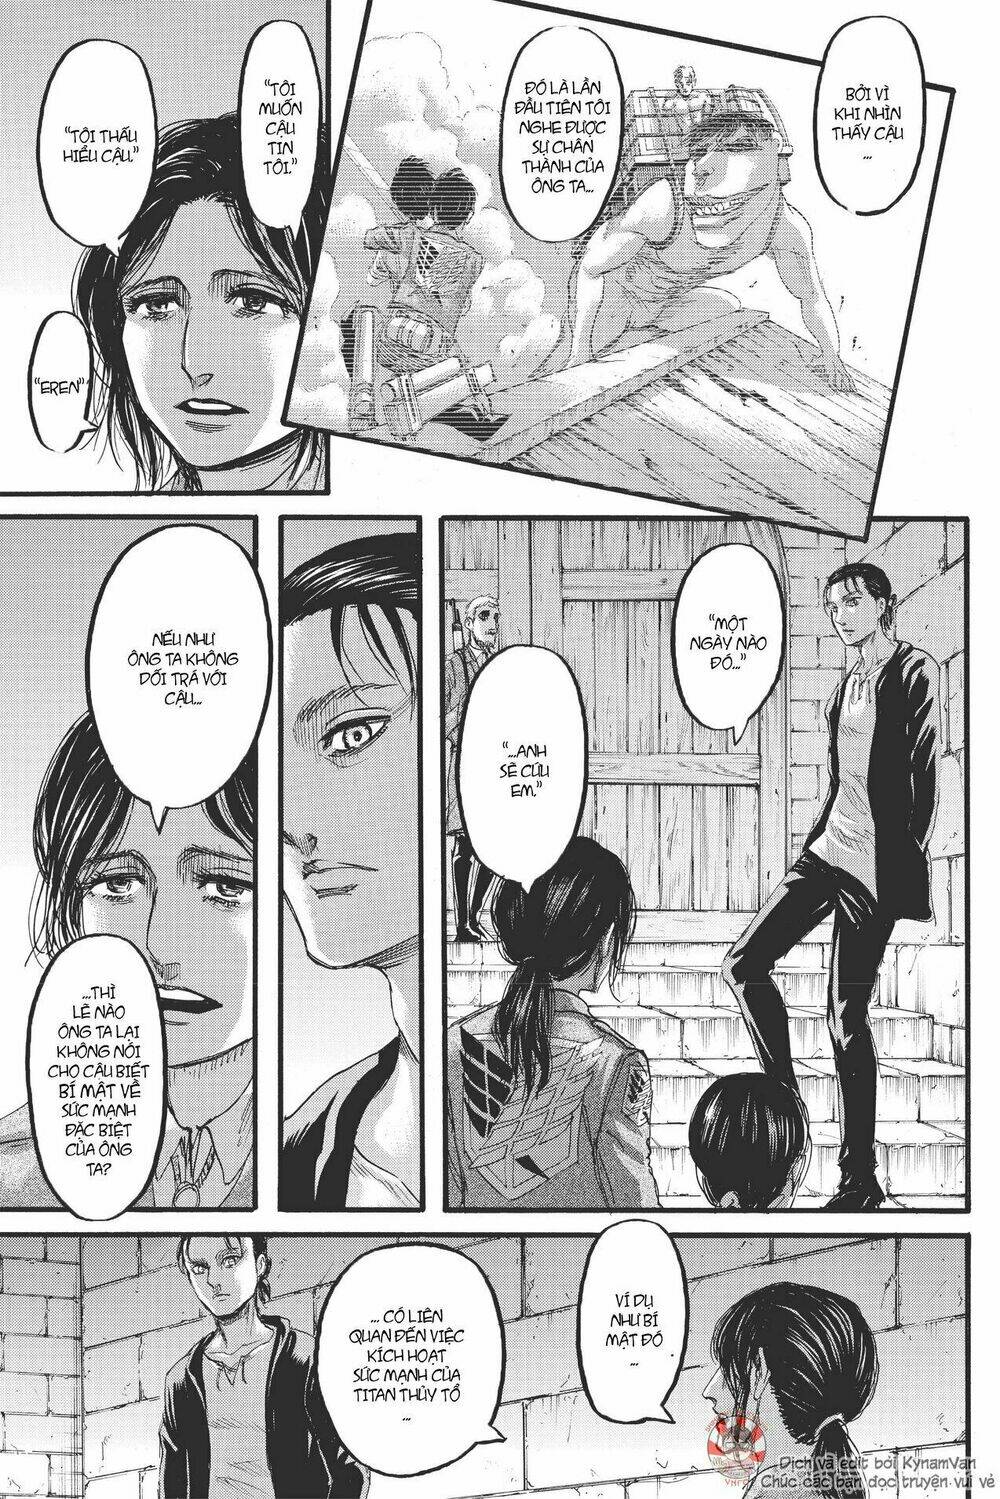 BỞI VÌ
KHI NHÌN
THẤY CẬU
...
ĐÓ LÀ LẦN
ĐẦU TIÊN TÔI
NGHE ĐƯỢC
SỰ CHÂN
THÀNH CỦA
ÔNG TA...
"TÔI
MUỐN
CẬU
TIN
TÔI."
"TÔI THẤU
HIỂU CẬU."
"EREN"
"MỘT
NGÀY NÀO
ĐÓ..."
"...ANH
SẼ CỨU
EM."
NẾU NHƯ
ÔNG TA KHÔNG
DỐI TRÁ VỚI
CẬU...
...THÌ
LẼ NÀO
ÔNG TA LẠI
KHÔNG NÓI
CHO CẬU BIẾT
BÍ MẬT VỀ
SỨC MẠNH
ĐẶC BIỆT
CỦA ÔNG
TA?
VÍ DỤ
NHƯ BÍ
MẬT ĐÓ
...
... CÓ LIÊN
QUAN ĐẾN VIỆC
KÍCH HOẠT
SỨC MẠNH CỦA
TITAN THỦY TỔ
...
Dịch và edit bởi KynamVan
Chúc các bạn đọc truyện vui vẻ